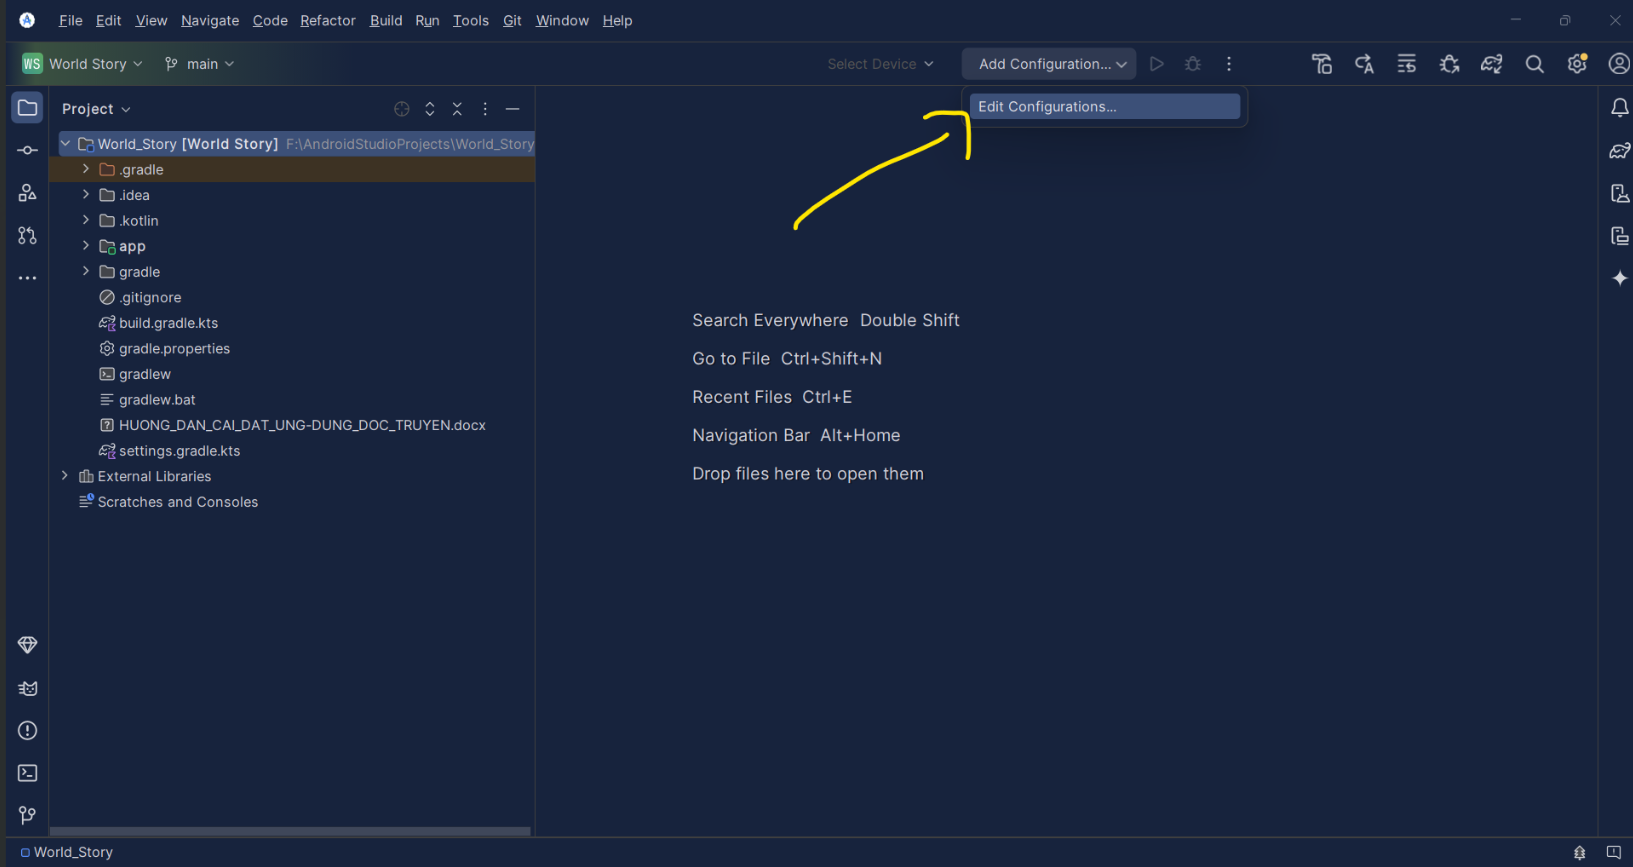 File Edit View Navigate Code Refactor Build Run Tools Git Window Help
WS World Story main Select Device Add Configuration...
Project
Edit Configurations...
World_Story [World Story] F:\AndroidStudioProjects\World_Story
.gradle
.idea
.kotlin
app
gradle
.gitignore
build.gradle.kts
gradle.properties
gradlew
gradlew.bat
HUONG_DAN_CAI_DAT_UNG-DUNG_DOC_TRUYEN.docx
settings.gradle.kts
External Libraries
Scratches and Consoles
Search Everywhere Double Shift
Go to File Ctrl+Shift+N
Recent Files Ctrl+E
Navigation Bar Alt+Home
Drop files here to open them
World_Story